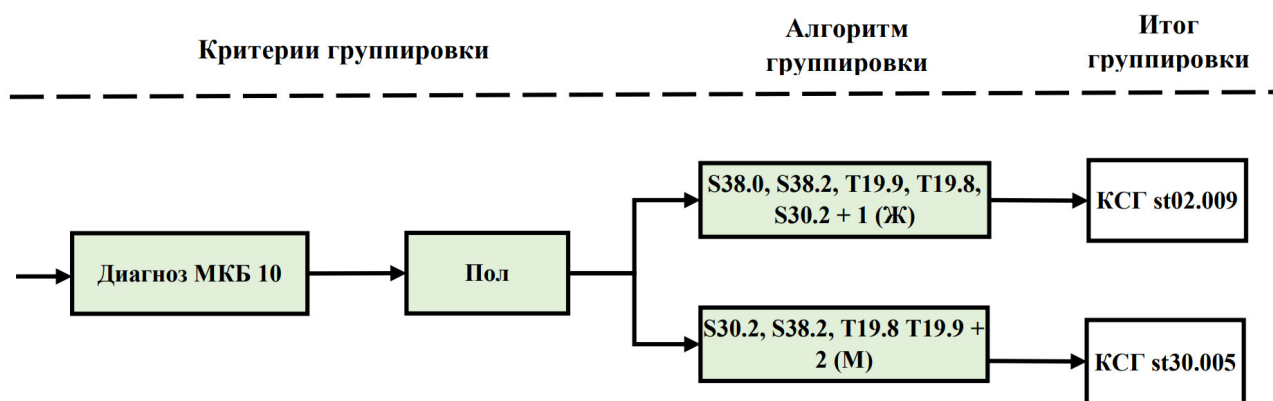 Критерии группировки
Алгоритм
группировки
Итог
группировки
Диагноз МКБ 10
Пол
S38.0, S38.2, T19.9, T19.8,
S30.2 + 1 (Ж)
КСГ st02.009
S30.2, S38.2, T19.8 T19.9 +
2 (М)
КСГ st30.005